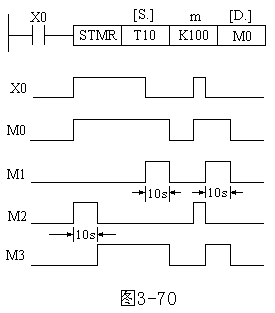 X0 [S.] m [D.]
STMR T10 K100 M0
X0
M0
M1
10s 10s
M2
10s
M3
图3-70